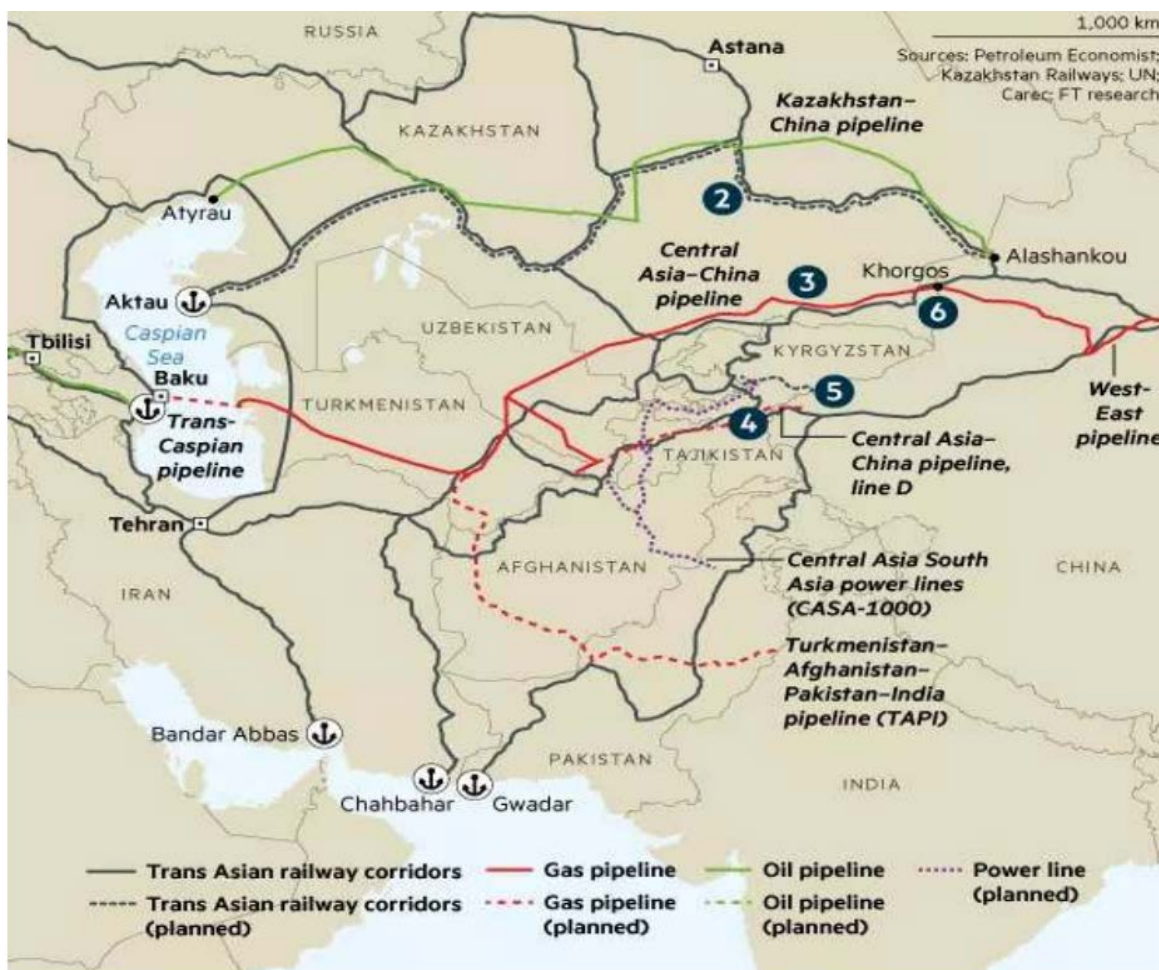 1,000 km
Sources: Petroleum Economist;
Kazakhstan Railways; UN;
Carec; FT research
RUSSIA
Astana
KAZAKHSTAN
Kazakhstan–
China pipeline
2
Atyrau
Alashankou
Central
Asia–China
pipeline
3
Khorgos
6
Aktau
Caspian
Sea
UZBEKISTAN
Tbilisi
Baku
KYRGYZSTAN
TURKMENISTAN
5
West-
East
pipeline
Trans-
Caspian
pipeline
4
TAJIKISTAN
Central Asia–
China pipeline,
line D
Tehran
AFGHANISTAN
Central Asia South
Asia power lines
(CASA-1000)
CHINA
IRAN
Turkmenistan–
Afghanistan–
Pakistan–India
pipeline (TAPI)
Bandar Abbas
PAKISTAN
INDIA
Chahbahar
Gwadar
Trans Asian railway corridors
Gas pipeline
Oil pipeline
Power line
(planned)
Trans Asian railway corridors
(planned)
Gas pipeline
(planned)
Oil pipeline
(planned)